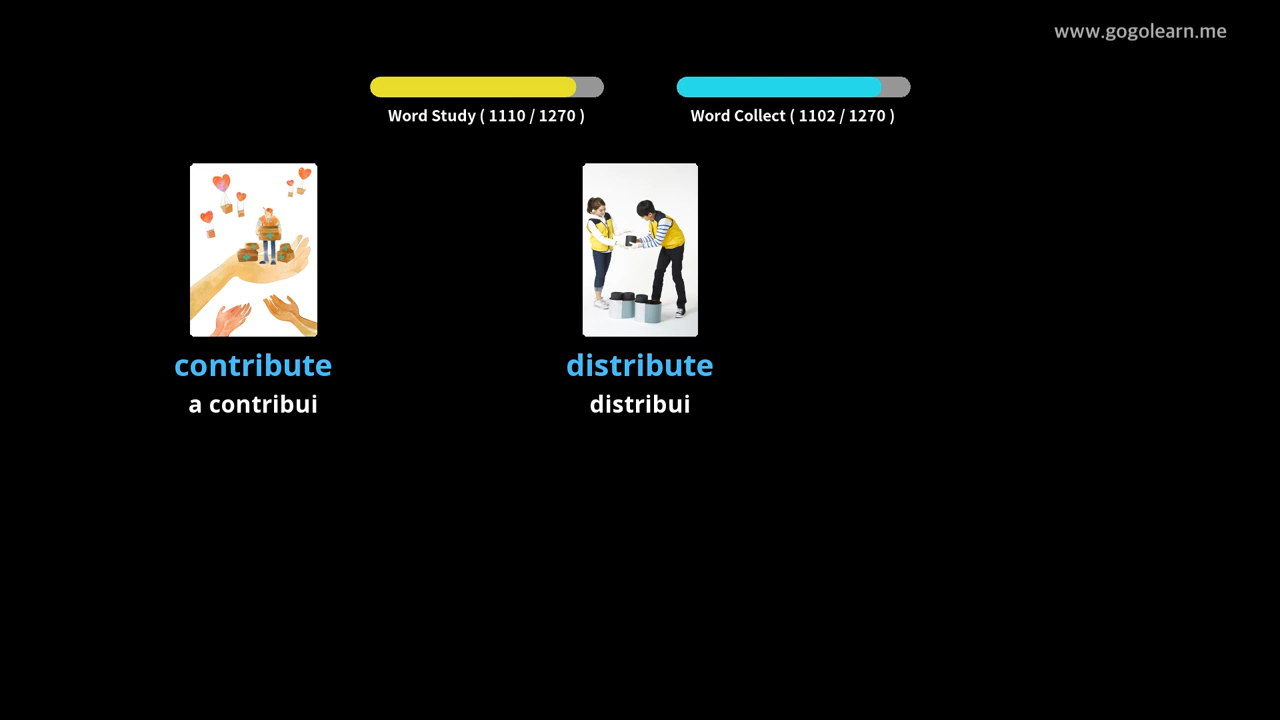 www.gogolearn.me
Word Study ( 1110 / 1270 )
Word Collect ( 1102 / 1270 )
contribute
distribute
a contribui
distribui